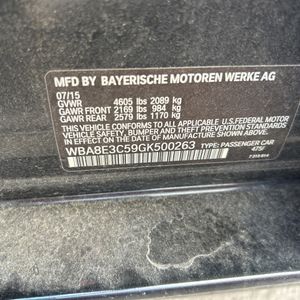 MFD BY BAYERISCHE MOTOREN WERKE AG
07/15
GVWR 4605 lbs 2089 kg
GAWR FRONT 2169 lbs 984 kg
GAWR REAR 2579 lbs 1170 kg
THIS VEHICLE CONFORMS TO ALL APPLICABLE U.S.FEDERAL MOTOR
VEHICLE SAFETY, BUMPER AND THEFT PREVENTION STANDARDS
IN EFFECT ON THE DATE OF MANUFACTURE SHOWN ABOVE.
WBA8E3C59GK500263 TYPE: PASSENGER CAR
475/